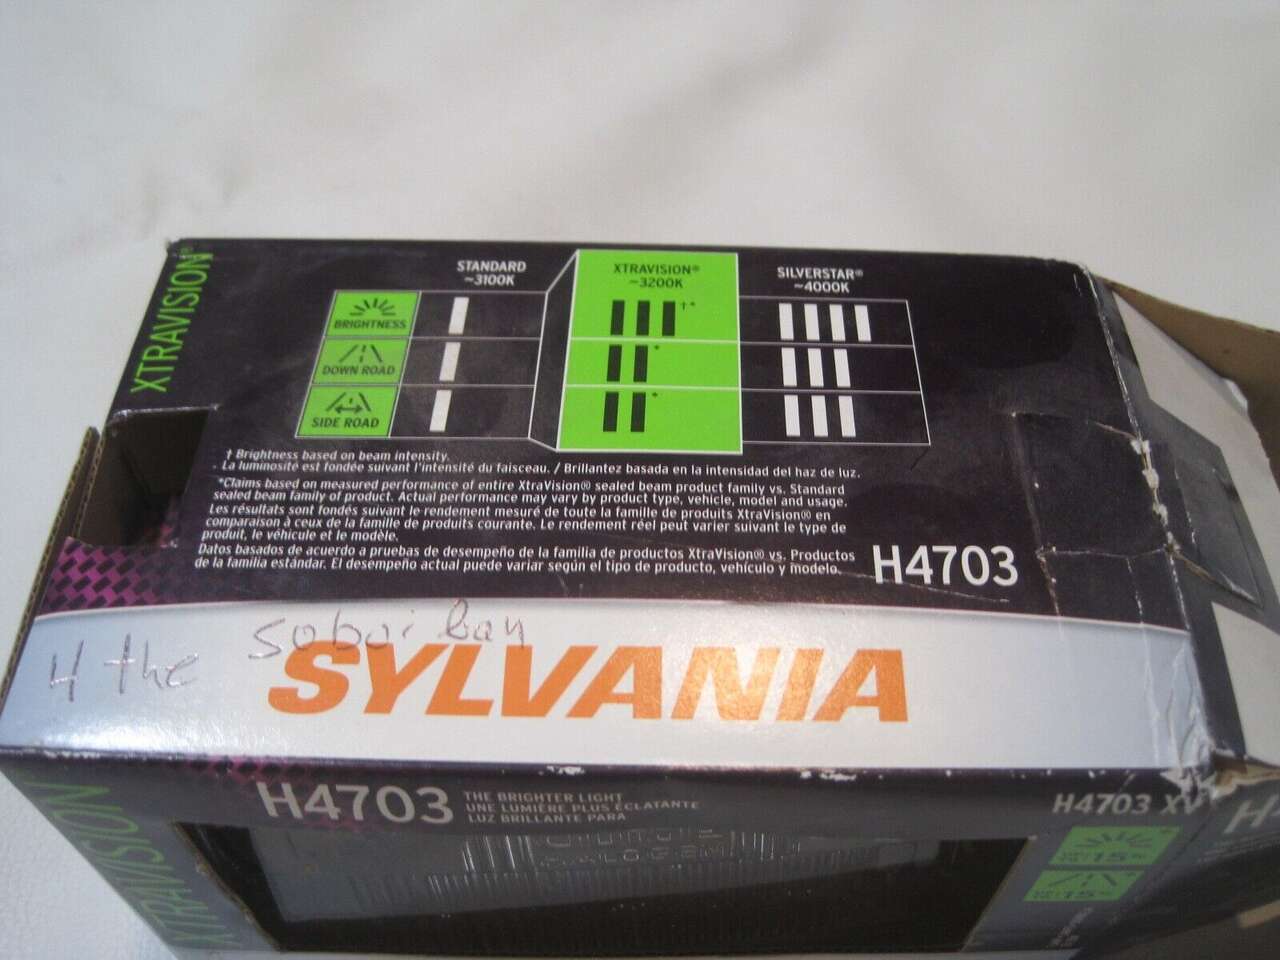 XTRAVISION®
STANDARD
~3100K
XTRAVISION®
~3200K
SILVERSTAR®
~4000K
BRIGHTNESS
†*
DOWN ROAD
*
SIDE ROAD
*
† Brightness based on beam intensity.
La luminosité est fondée suivant l'intensité du faisceau. / Brillantez basada en la intensidad del haz de luz.
*Claims based on measured performance of entire XtraVision® sealed beam product family vs. Standard
sealed beam family of product. Actual performance may vary by product type, vehicle, model and usage.
Les résultats sont fondés suivant le rendement mesuré de toute la famille de produits XtraVision® en
comparaison à ceux de la famille de produits courante. Le rendement réel peut varier suivant le type de
produit, le véhicule et le modèle.
Datos basados de acuerdo a pruebas de desempeño de la familia de productos XtraVision® vs. Productos
de la familia estándar. El desempeño actual puede variar según el tipo de producto, vehículo y modelo.
H4703
4 the
SYLVANIA
H4703
THE BRIGHTER LIGHT
UNE LUMIÈRE PLUS ÉCLATANTE
LUZ BRILLANTE PARA
H4703 XV
XTRAVISION
HALOGEN
15%
15%